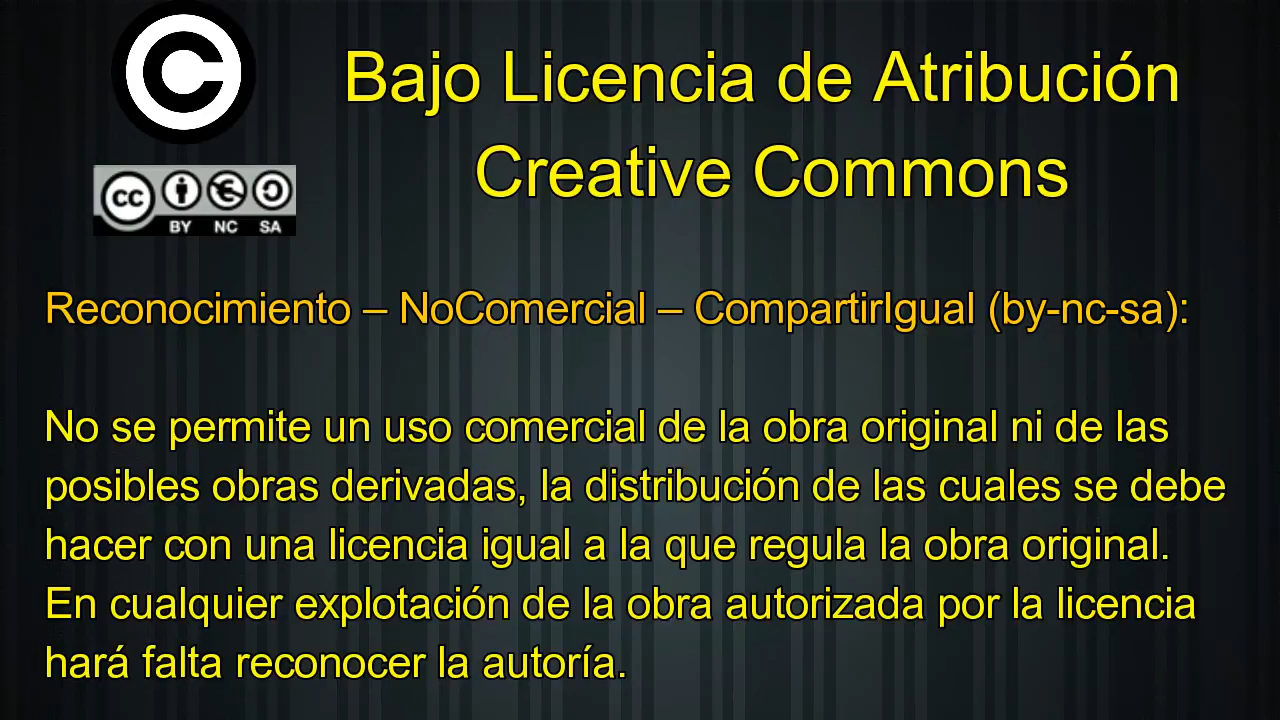 Bajo Licencia de Atribución
Creative Commons
cc
BY NC SA
Reconocimiento – NoComercial – CompartirIgual (by-nc-sa):
No se permite un uso comercial de la obra original ni de las
posibles obras derivadas, la distribución de las cuales se debe
hacer con una licencia igual a la que regula la obra original.
En cualquier explotación de la obra autorizada por la licencia
hará falta reconocer la autoría.